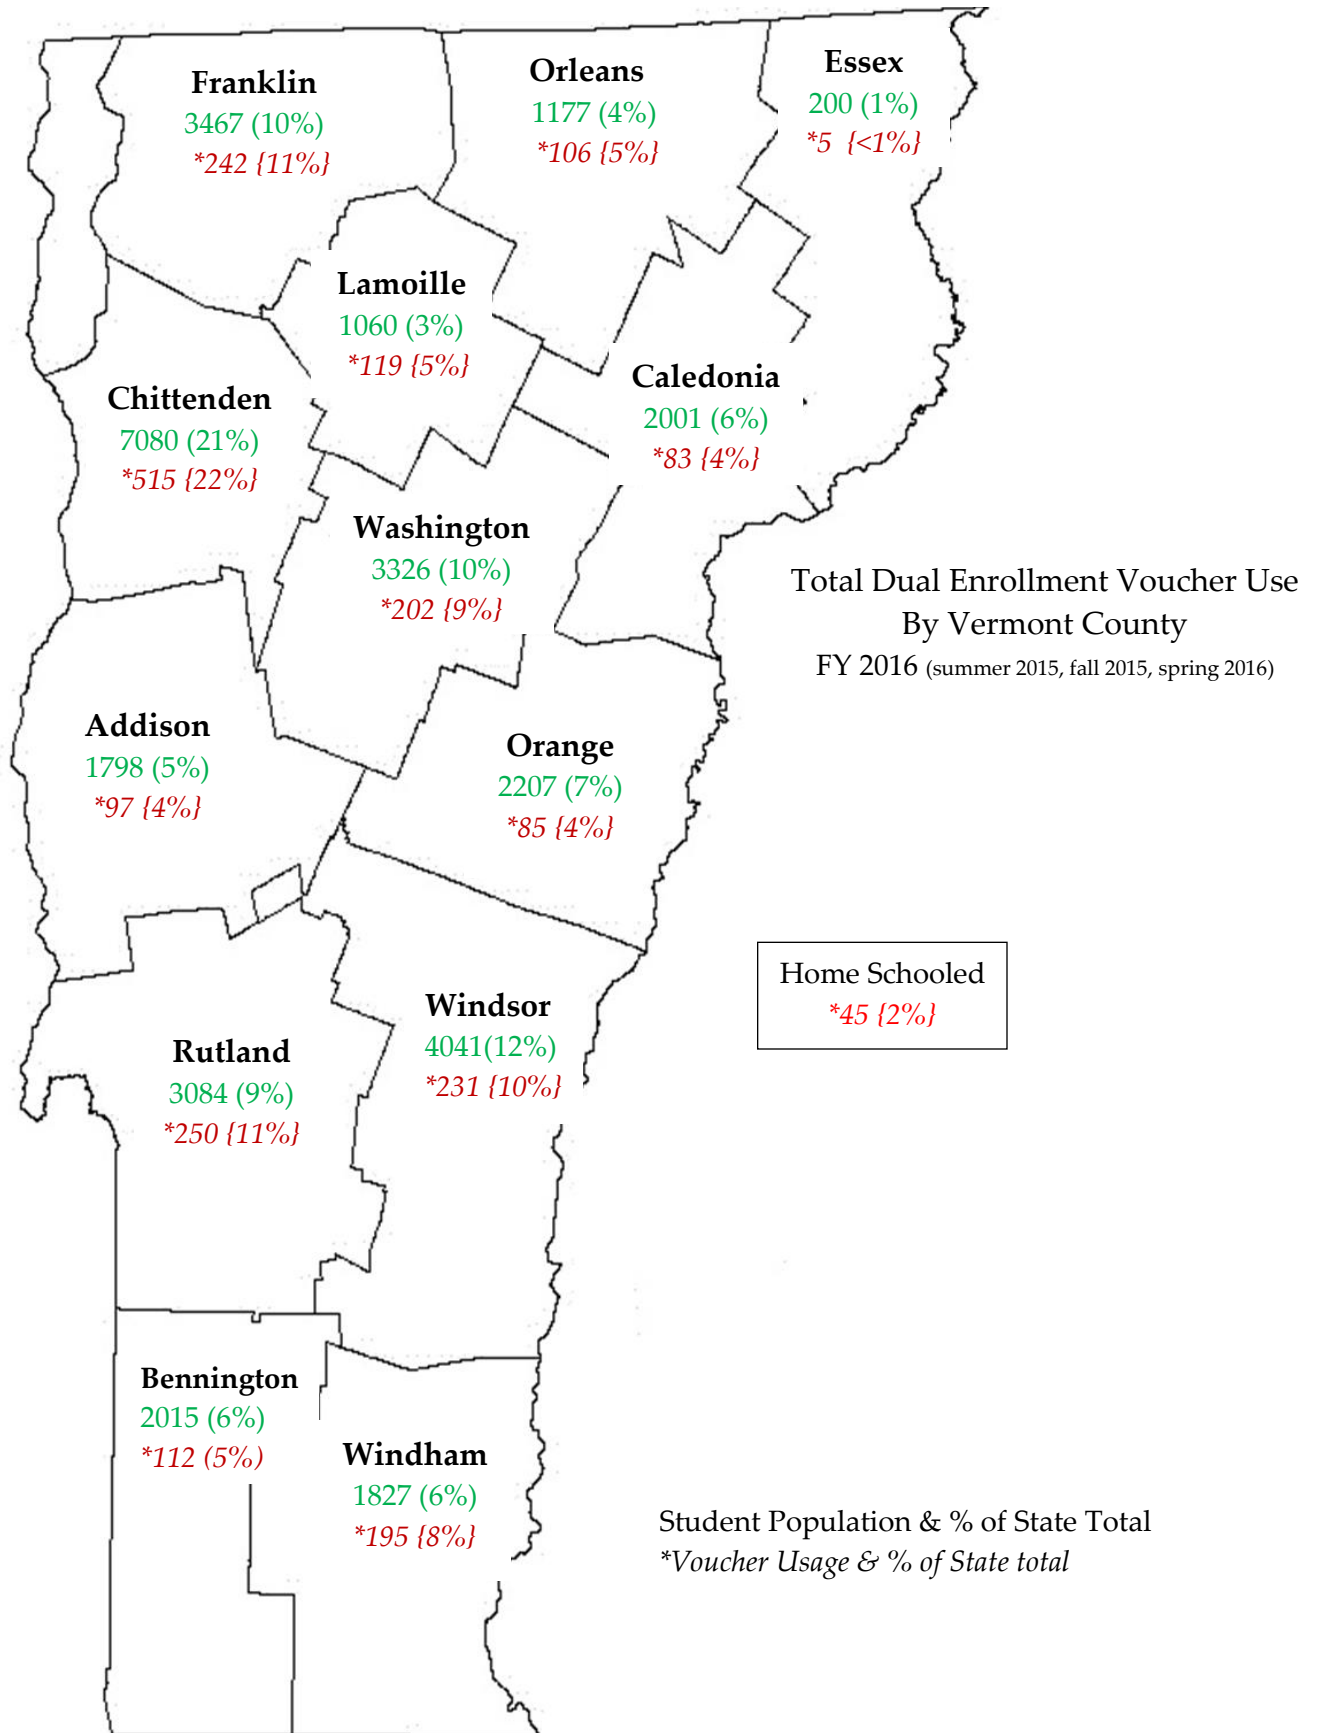 Franklin
3467 (10%)
*242 {11%}
Orleans
1177 (4%)
*106 {5%}
Essex
200 (1%)
*5 {<1%}
Lamoille
1060 (3%)
*119 {5%}
Chittenden
7080 (21%)
*515 {22%}
Caledonia
2001 (6%)
*83 {4%}
Washington
3326 (10%)
*202 {9%}
Total Dual Enrollment Voucher Use
By Vermont County
FY 2016 (summer 2015, fall 2015, spring 2016)
Addison
1798 (5%)
*97 {4%}
Orange
2207 (7%)
*85 {4%}
Home Schooled
*45 {2%}
Windsor
4041(12%)
*231 {10%}
Rutland
3084 (9%)
*250 {11%}
Bennington
2015 (6%)
*112 (5%)
Windham
1827 (6%)
*195 {8%}
Student Population & % of State Total
*Voucher Usage & % of State total